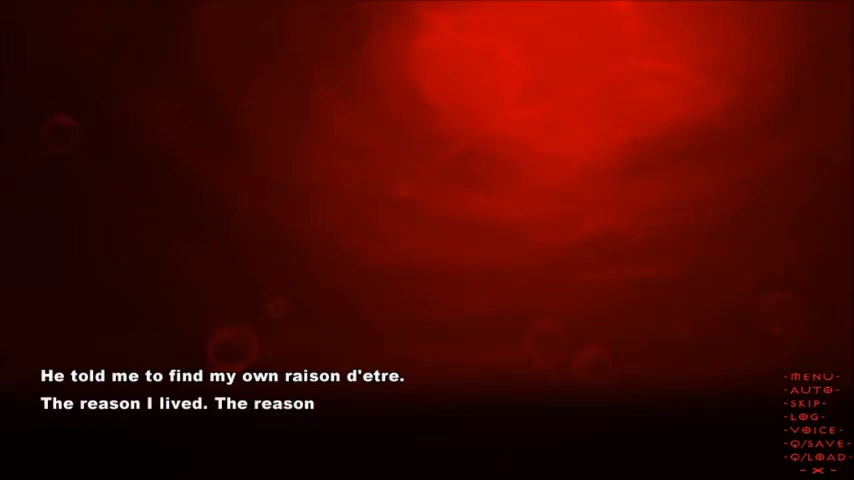 He told me to find my own raison d'etre.
The reason I lived. The reason
-MENU-
-AUTO-
-SKIP-
-LOG-
-VOICE-
-Q/SAVE-
-Q/LOAD-
-×-